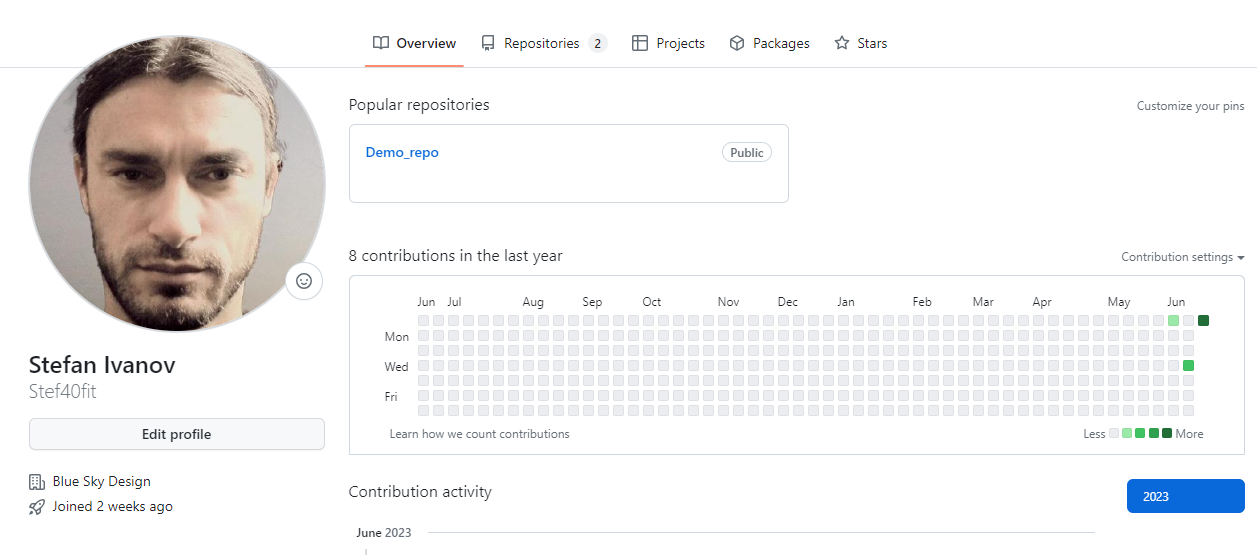 Overview Repositories 2 Projects Packages Stars
Popular repositories Customize your pins
Demo_repo Public
8 contributions in the last year Contribution settings
Jun Jul Aug Sep Oct Nov Dec Jan Feb Mar Apr May Jun
Mon
Wed
Fri
Learn how we count contributions Less More
Stefan Ivanov
Stef40fit
Edit profile
Blue Sky Design
Joined 2 weeks ago
Contribution activity 2023
June 2023